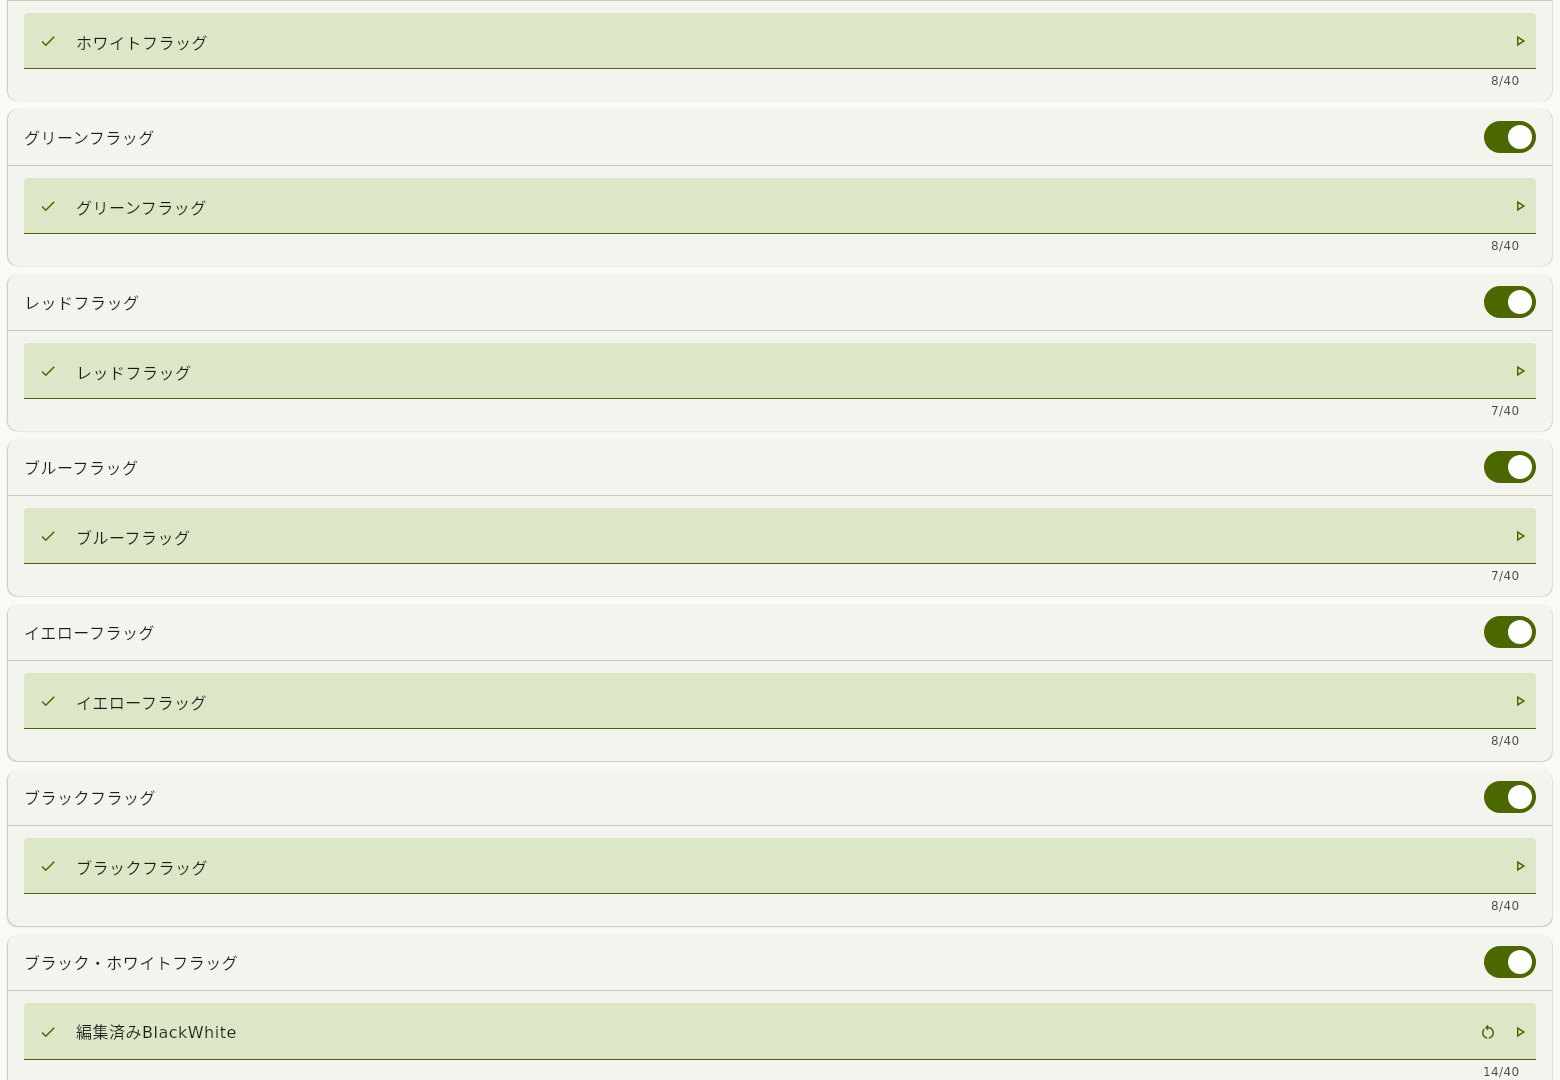 ホワイトフラッグ
8/40
グリーンフラッグ
グリーンフラッグ
8/40
レッドフラッグ
レッドフラッグ
7/40
ブルーフラッグ
ブルーフラッグ
7/40
イエローフラッグ
イエローフラッグ
8/40
ブラックフラッグ
ブラックフラッグ
8/40
ブラック・ホワイトフラッグ
編集済みBlackWhite
14/40